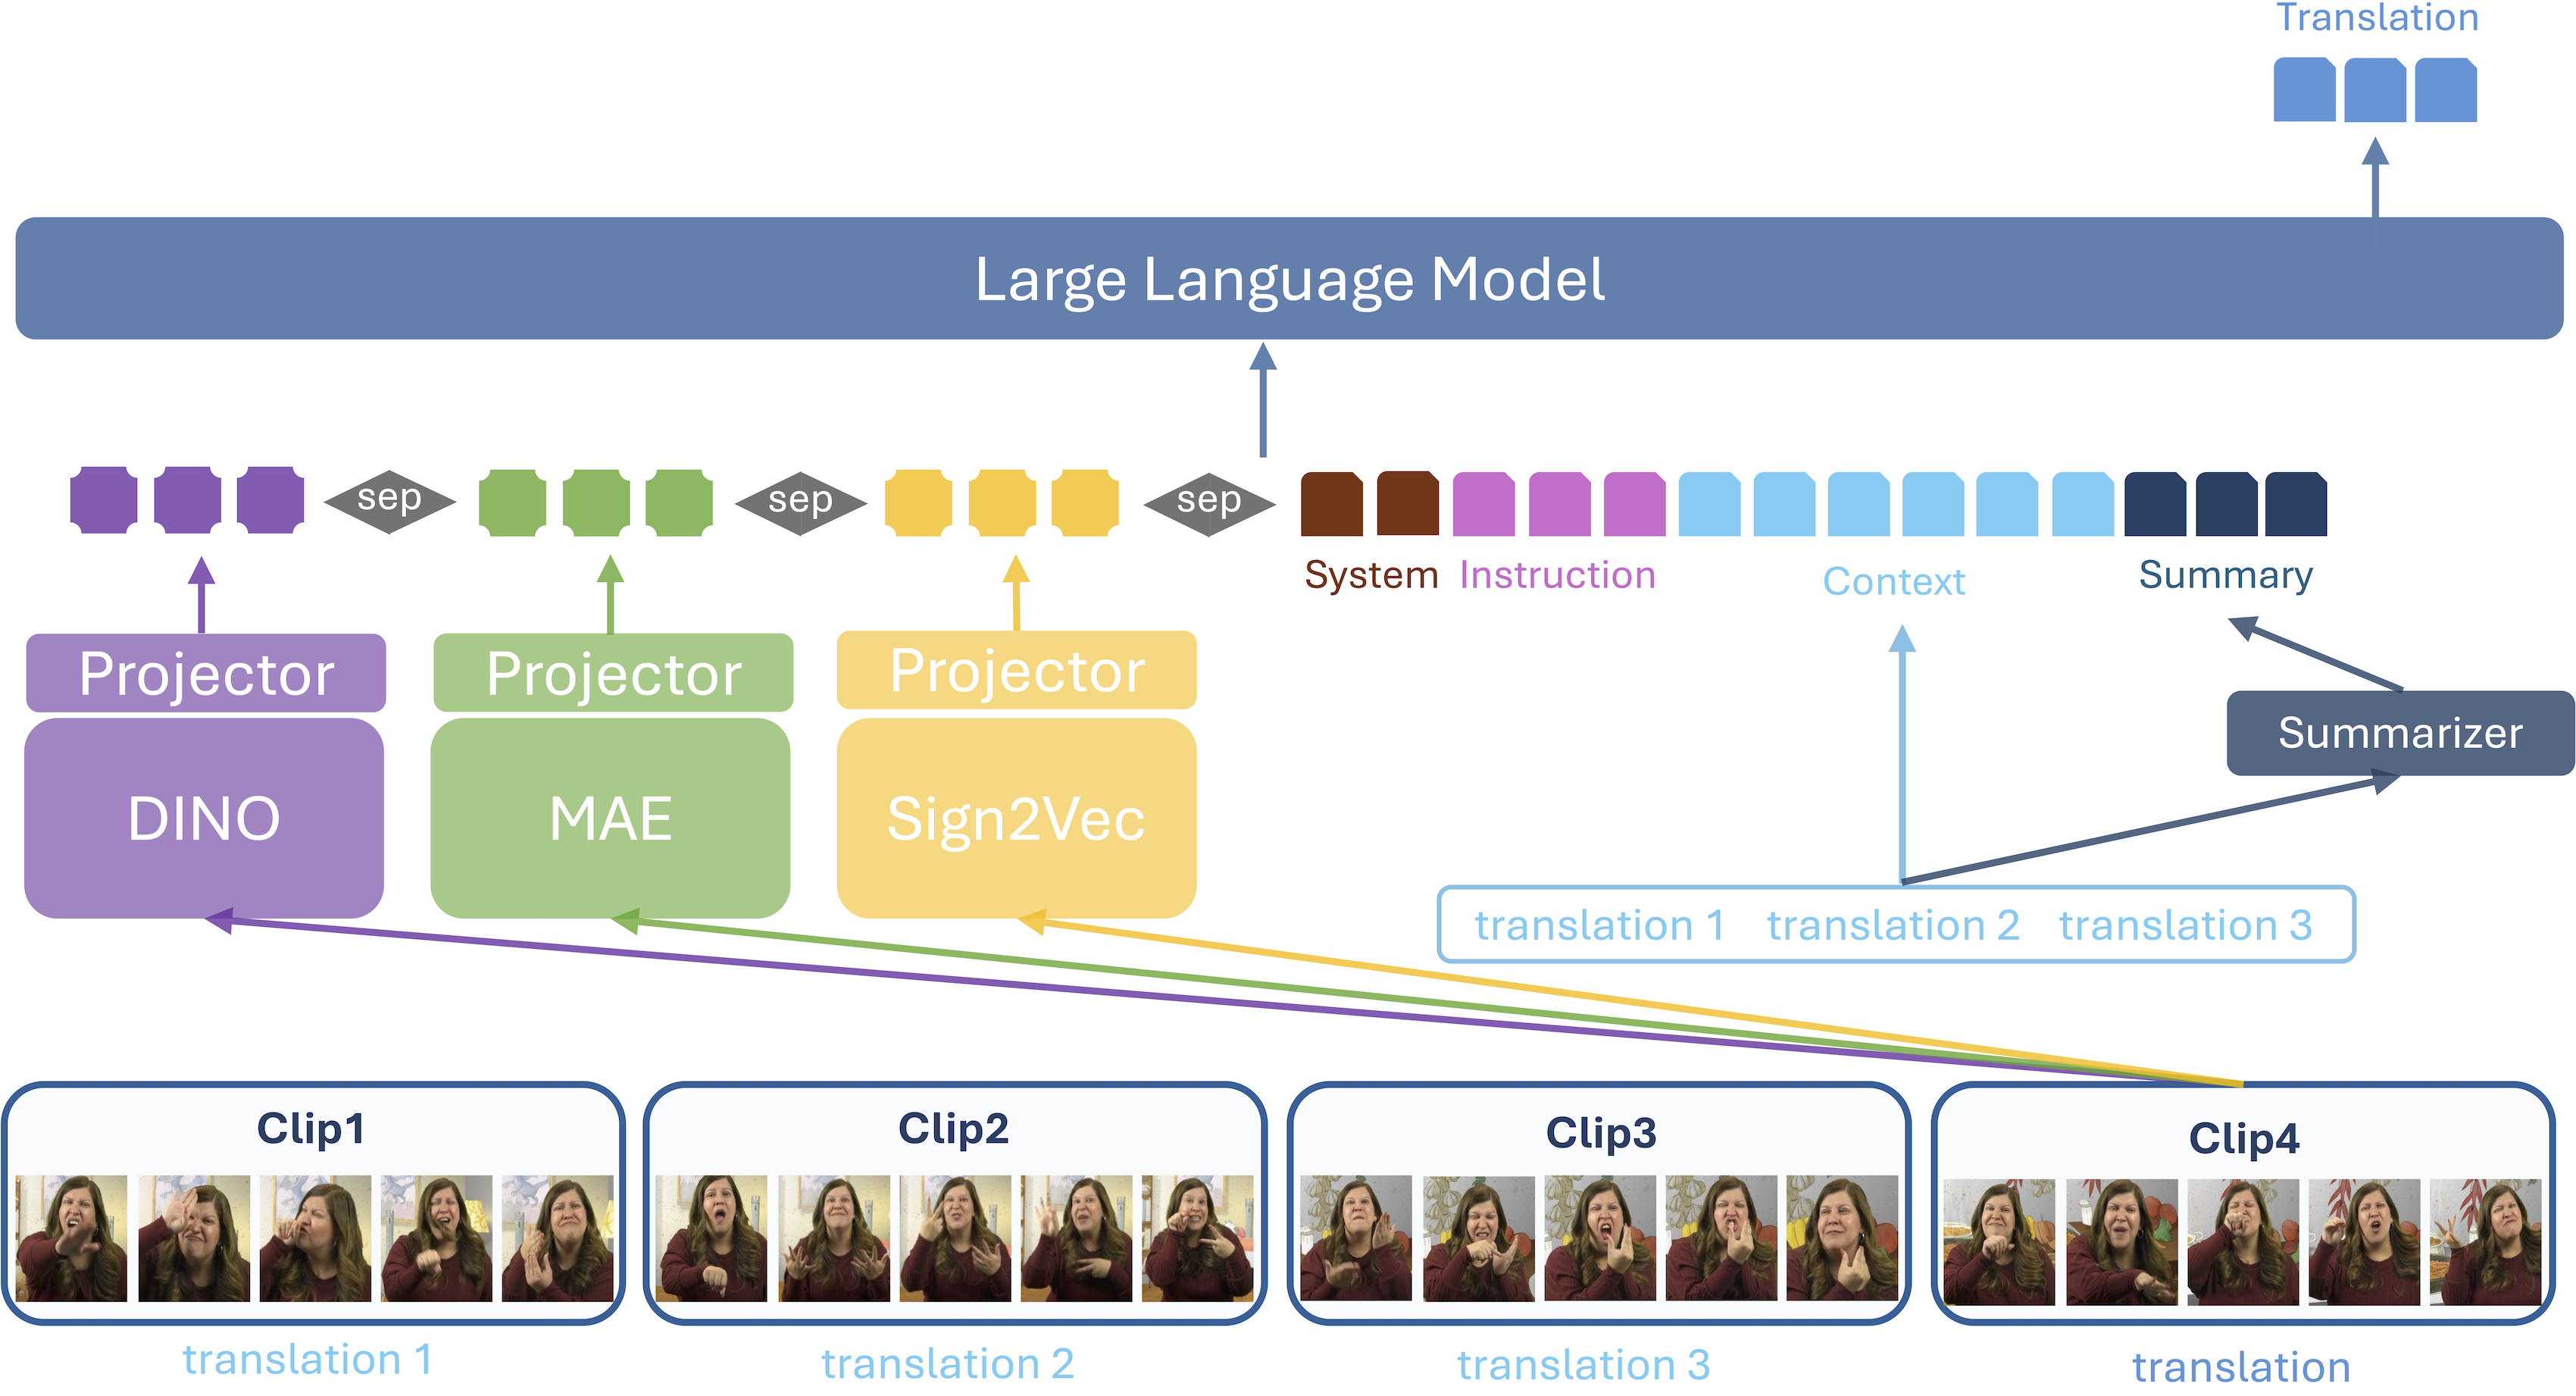 Translation
Large Language Model
sep sep sep
System Instruction Context Summary
Projector Projector Projector
DINO MAE Sign2Vec
Summarizer
translation 1 translation 2 translation 3
Clip1 Clip2 Clip3 Clip4
translation 1 translation 2 translation 3 translation